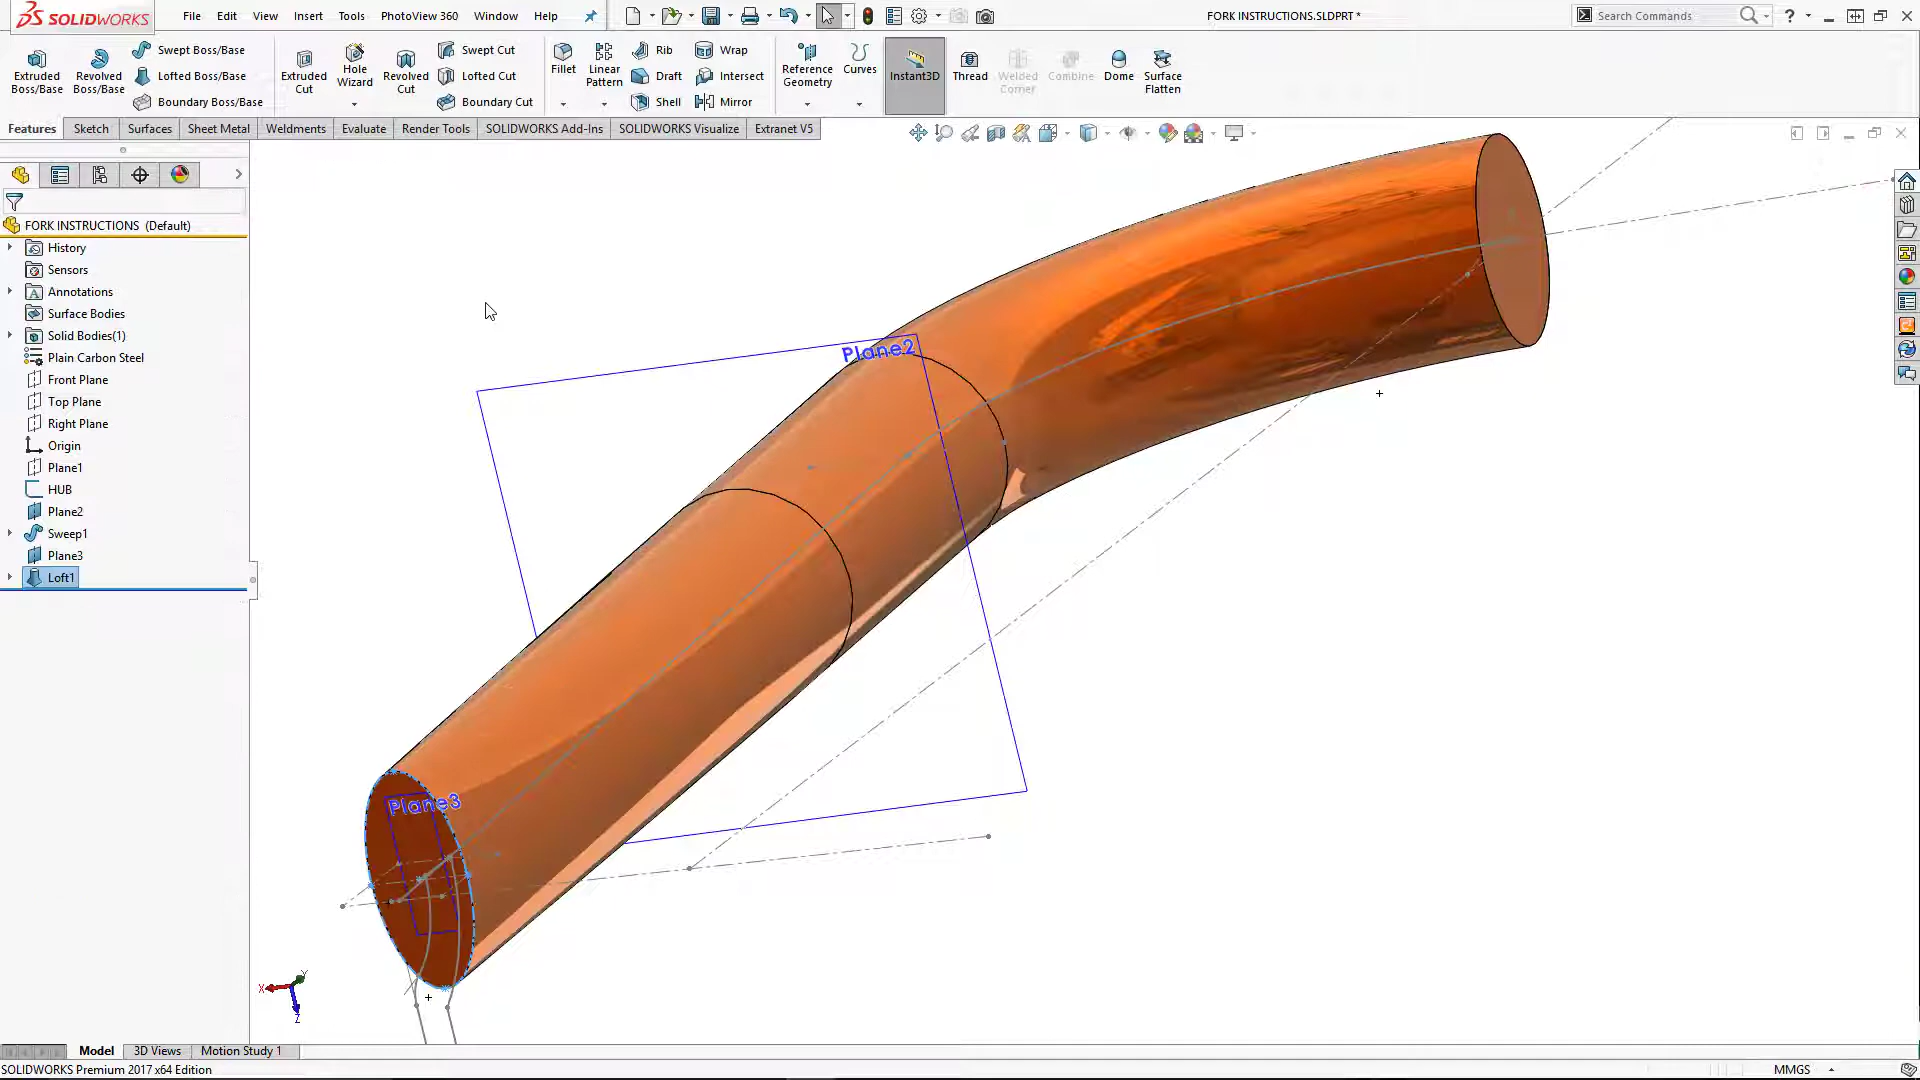 SOLIDWORKS
File Edit View Insert Tools PhotoView 360 Window Help
FORK INSTRUCTIONS.SLDPRT *
Search Commands
Extruded Boss/Base
Revolved Boss/Base
Swept Boss/Base
Lofted Boss/Base
Boundary Boss/Base
Extruded Cut
Hole Wizard
Revolved Cut
Swept Cut
Lofted Cut
Boundary Cut
Fillet
Linear Pattern
Rib
Draft
Shell
Wrap
Intersect
Mirror
Reference Geometry
Curves
Instant3D
Thread
Welded Corner
Combine
Dome
Surface Flatten
Features Sketch Surfaces Sheet Metal Weldments Evaluate Render Tools SOLIDWORKS Add-Ins SOLIDWORKS Visualize Extranet V5
FORK INSTRUCTIONS (Default)
History
Sensors
Annotations
Surface Bodies
Solid Bodies(1)
Plain Carbon Steel
Front Plane
Top Plane
Right Plane
Origin
Plane1
HUB
Plane2
Sweep1
Plane3
Loft1
Plane2
Plane3
X
Y
Z
Model 3D Views Motion Study 1
SOLIDWORKS Premium 2017 x64 Edition
MMGS